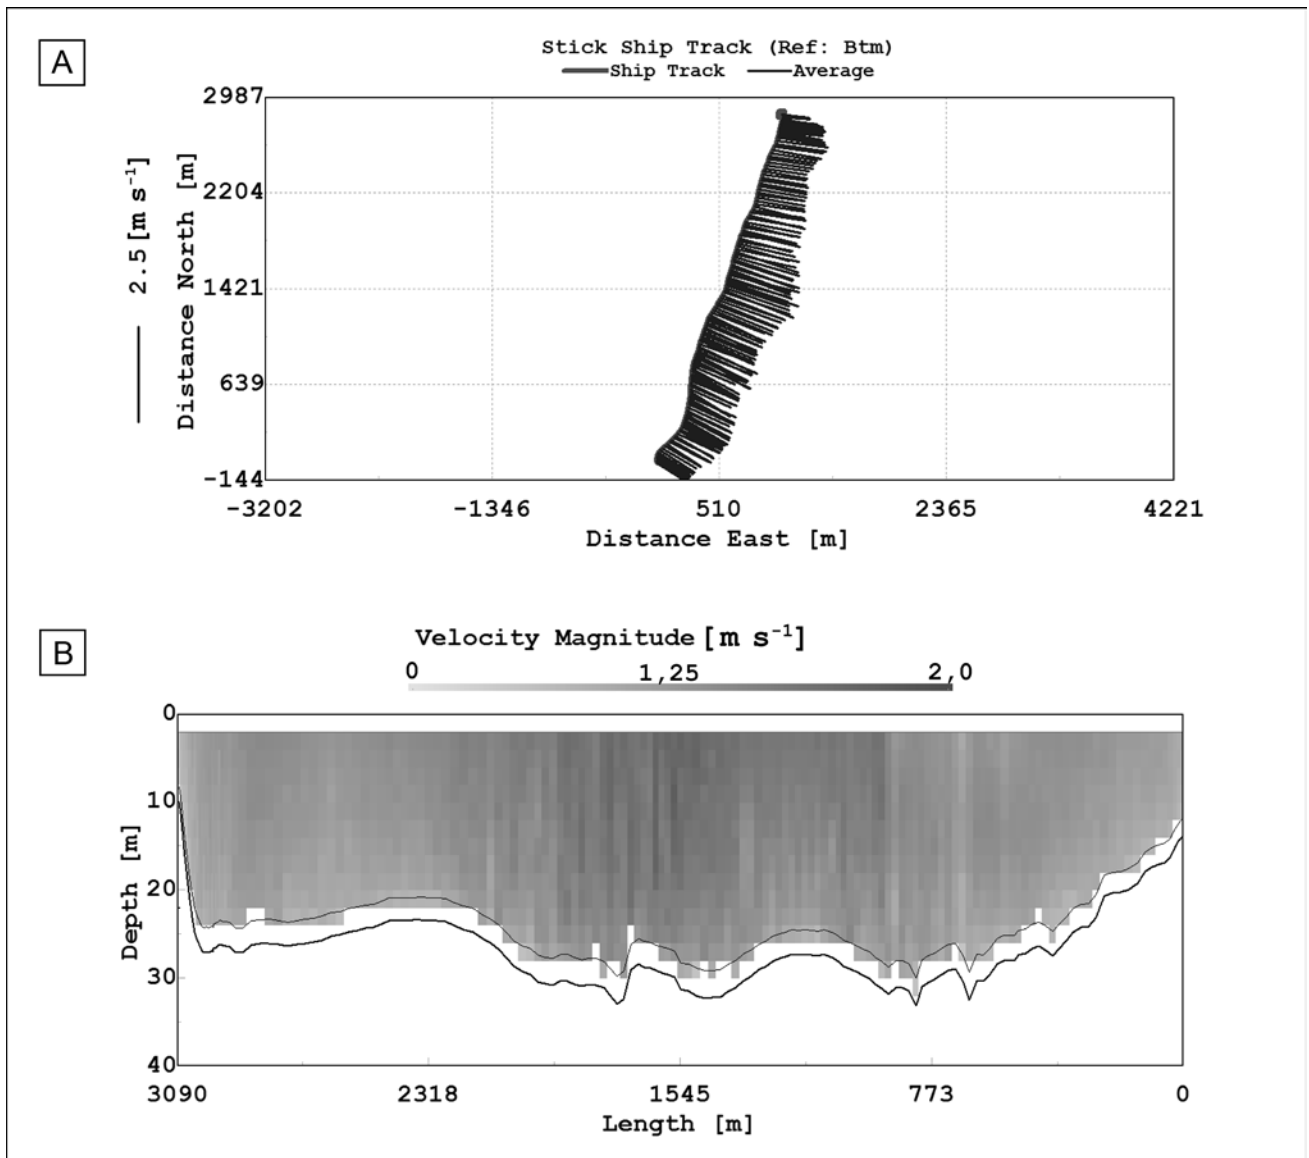 A
Stick Ship Track (Ref: Btm)
Ship Track Average
2987
2204
1421
639
-144
2.5[m s⁻¹]
Distance North [m]
-3202 -1346 510 2365 4221
Distance East [m]
B
Velocity Magnitude [m s⁻¹]
0 1,25 2,0
0
10
20
30
40
Depth [m]
3090 2318 1545 773 0
Length [m]